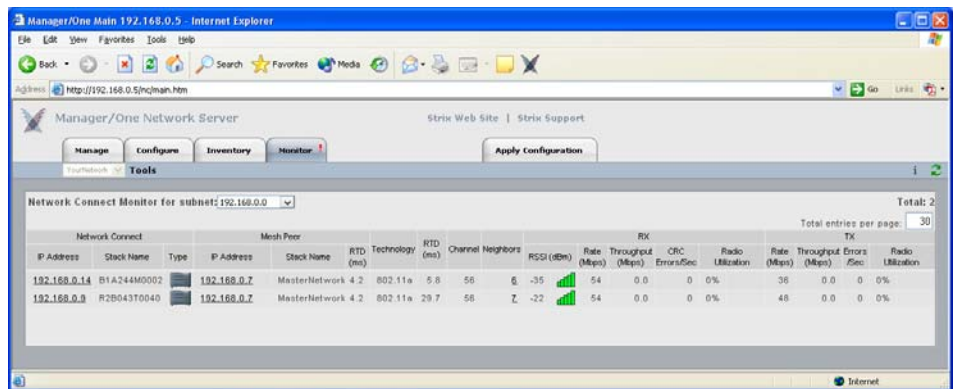 Manager/One Main 192.168.0.5 - Internet Explorer
File Edit View Favorites Tools Help
Back Search Favorites Media
Address http://192.168.0.5/nc/main.htm Go Links
Manager/One Network Server Strix Web Site | Strix Support
Manage Configure Inventory Monitor ! Apply Configuration
YourNetwork Tools i
Network Connect Monitor for subnet: 192.168.0.0 Total: 2
Total entries per page: 30
Network Connect Mesh Peer Technology RTD (ms) Channel Neighbors RX TX
IP Address Stack Name Type IP Address Stack Name RTD (ms) RSSI (dBm) Rate (Mbps) Throughput (Mbps) CRC Errors/Sec Radio Utilization Rate (Mbps) Throughput (Mbps) Errors /Sec Radio Utilization
192.168.0.14 B1A244M0002 192.168.0.7 MasterNetwork 4.2 802.11a 5.8 56 6 -35 54 0.0 0 0% 36 0.0 0 0%
192.168.0.9 R2B043T0040 192.168.0.7 MasterNetwork 4.2 802.11a 29.7 56 7 -22 54 0.0 0 0% 48 0.0 0 0%
Internet